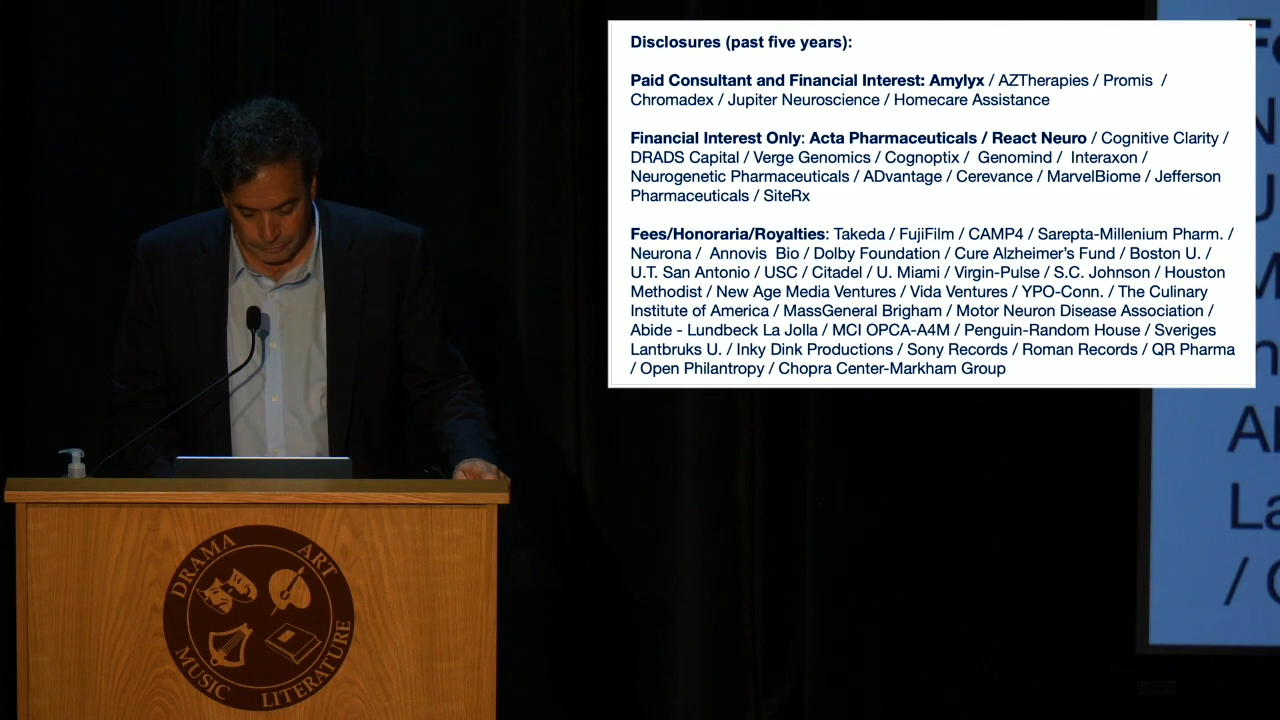 Disclosures (past five years):
Paid Consultant and Financial Interest: Amylyx / AZTherapies / Promis /
Chromadex / Jupiter Neuroscience / Homecare Assistance
Financial Interest Only: Acta Pharmaceuticals / React Neuro / Cognitive Clarity /
DRADS Capital / Verge Genomics / Cognoptix / Genomind / Interaxon /
Neurogenetic Pharmaceuticals / ADvantage / Cerevance / MarvelBiome / Jefferson
Pharmaceuticals / SiteRx
Fees/Honoraria/Royalties: Takeda / FujiFilm / CAMP4 / Sarepta-Millenium Pharm. /
Neurona / Annovis Bio / Dolby Foundation / Cure Alzheimer's Fund / Boston U. /
U.T. San Antonio / USC / Citadel / U. Miami / Virgin-Pulse / S.C. Johnson / Houston
Methodist / New Age Media Ventures / Vida Ventures / YPO-Conn. / The Culinary
Institute of America / MassGeneral Brigham / Motor Neuron Disease Association /
Abide - Lundbeck La Jolla / MCI OPCA-A4M / Penguin-Random House / Sveriges
Lantbruks U. / Inky Dink Productions / Sony Records / Roman Records / QR Pharma
/ Open Philantropy / Chopra Center-Markham Group
DRAMA
ART
MUSIC
LITERATURE